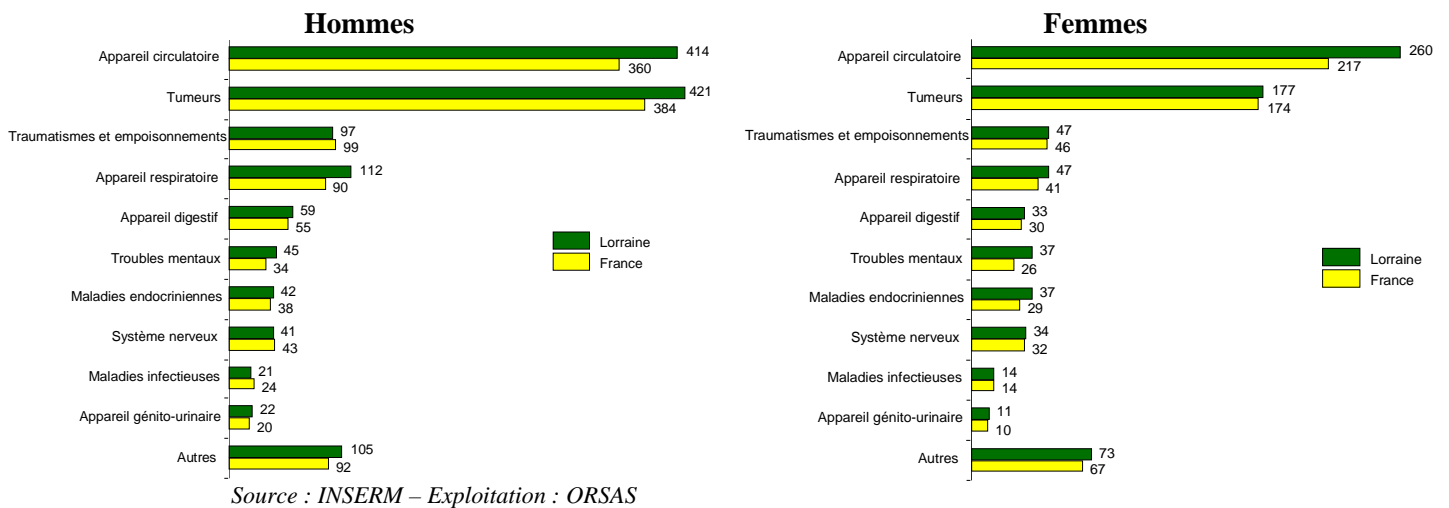 Hommes
Appareil circulatoire 414
360
Tumeurs 421
384
Traumatismes et empoisonnements 97
99
Appareil respiratoire 112
90
Appareil digestif 59
55
Troubles mentaux 45
34
Maladies endocriniennes 42
38
Système nerveux 41
43
Maladies infectieuses 21
24
Appareil génito-urinaire 22
20
Autres 105
92
Lorraine
France
Source : INSERM – Exploitation : ORSAS
Femmes
Appareil circulatoire 260
217
Tumeurs 177
174
Traumatismes et empoisonnements 47
46
Appareil respiratoire 47
41
Appareil digestif 33
30
Troubles mentaux 37
26
Maladies endocriniennes 37
29
Système nerveux 34
32
Maladies infectieuses 14
14
Appareil génito-urinaire 11
10
Autres 73
67
Lorraine
France